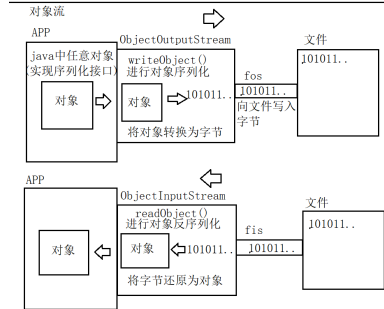 对象流
APP
ObjectOutputStream
文件
java中任意对象
(实现序列化接口)
writeObject()
进行对象序列化
fos
101011..
对象
对象
101011..
101011..
向文件写入
字节
将对象转换为字节
APP
ObjectInputStream
文件
readObject()
进行对象反序列化
fis
101011..
对象
对象
101011..
101011..
将字节还原为对象